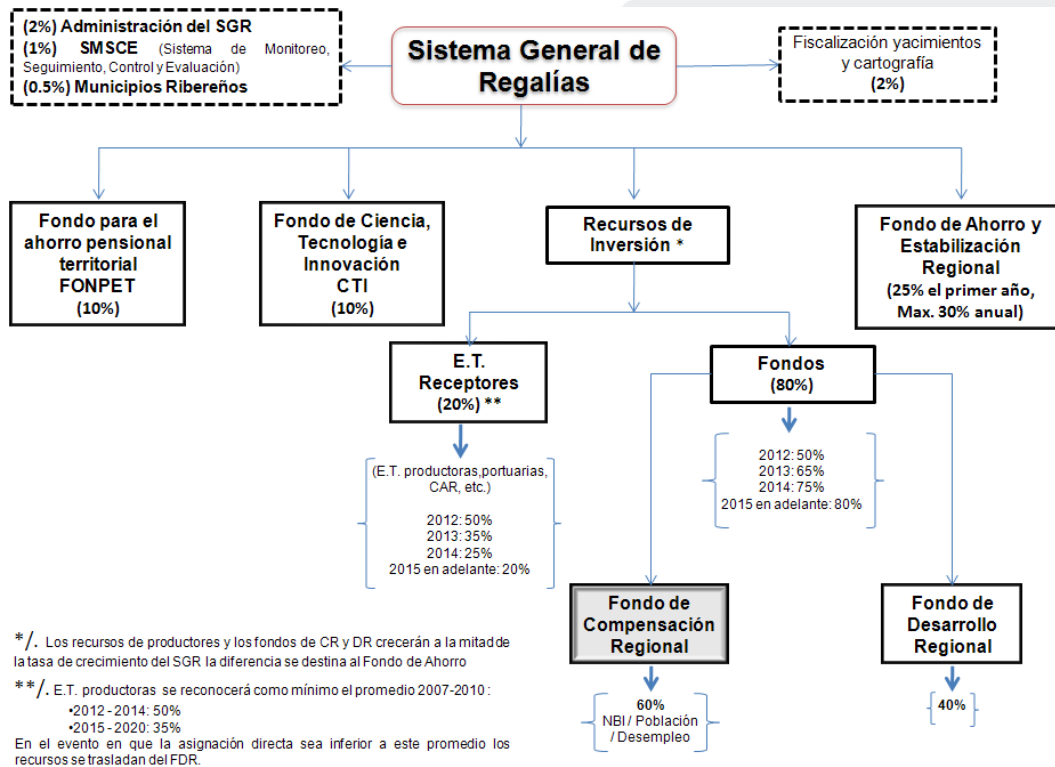 (2%) Administración del SGR
(1%) SMSCE (Sistema de Monitoreo,
Seguimiento, Control y Evaluación)
(0.5%) Municipios Ribereños
Sistema General de
Regalías
Fiscalización yacimientos
y cartografía
(2%)
Fondo para el
ahorro pensional
territorial
FONPET
(10%)
Fondo de Ciencia,
Tecnología e
Innovación
CTI
(10%)
Recursos de
Inversión *
Fondo de Ahorro y
Estabilización
Regional
(25% el primer año,
Max. 30% anual)
E.T.
Receptores
(20%) **
Fondos
(80%)
(E.T. productoras,portuarias,
CAR, etc.)
2012: 50%
2013: 35%
2014: 25%
2015 en adelante: 20%
2012: 50%
2013: 65%
2014: 75%
2015 en adelante: 80%
Fondo de
Compensación
Regional
Fondo de
Desarrollo
Regional
60%
NBI / Población
/ Desempleo
40%
*/. Los recursos de productores y los fondos de CR y DR crecerán a la mitad de
la tasa de crecimiento del SGR la diferencia se destina al Fondo de Ahorro
**/. E.T. productoras se reconocerá como mínimo el promedio 2007-2010 :
•2012 - 2014: 50%
•2015 - 2020: 35%
En el evento en que la asignación directa sea inferior a este promedio los
recursos se trasladan del FDR.